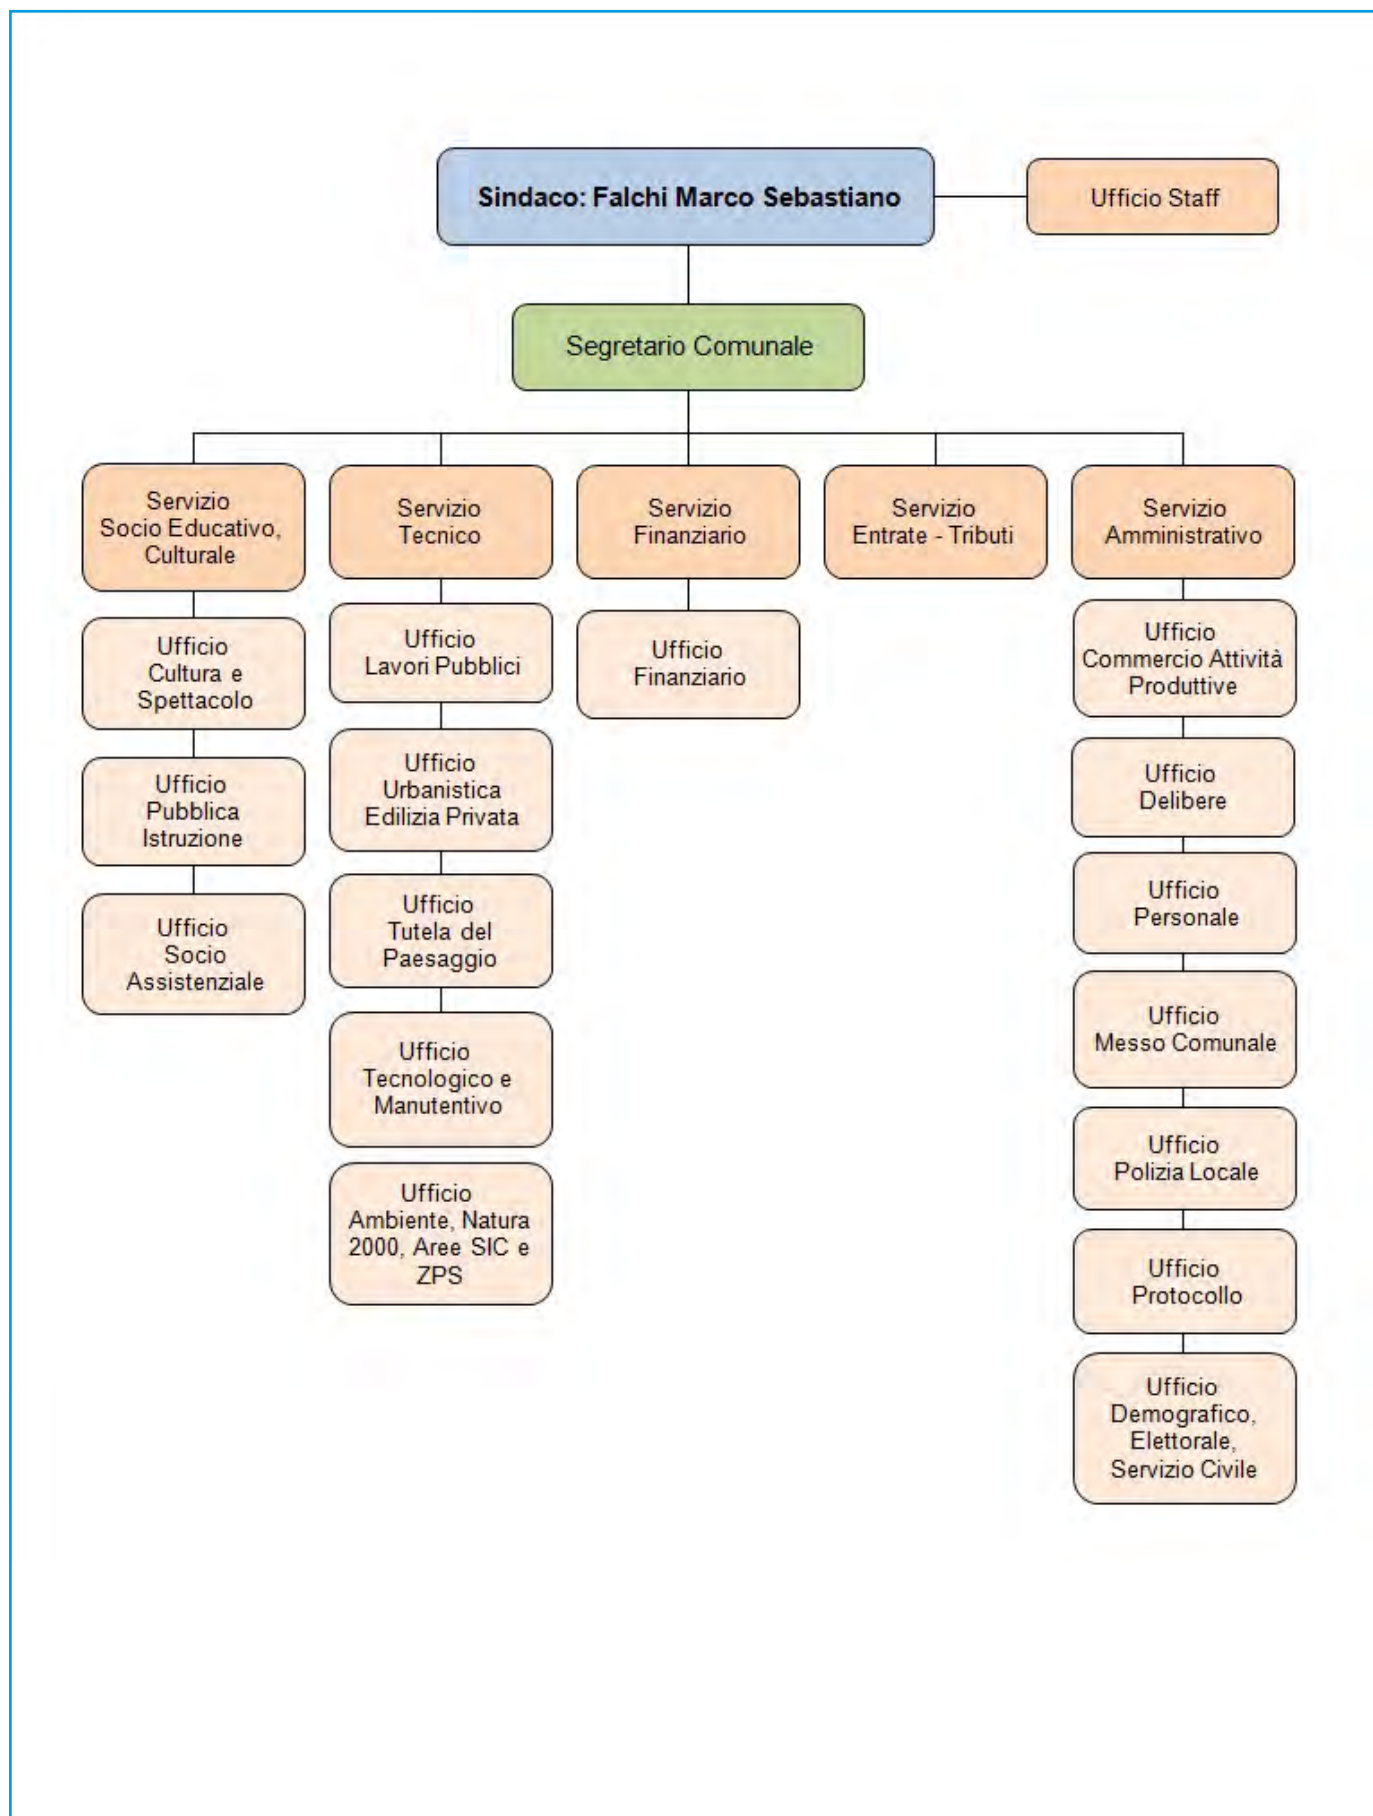 Sindaco: Falchi Marco Sebastiano
Ufficio Staff
Segretario Comunale
Servizio
Socio Educativo,
Culturale
Servizio
Tecnico
Servizio
Finanziario
Servizio
Entrate - Tributi
Servizio
Amministrativo
Ufficio
Cultura e
Spettacolo
Ufficio
Pubblica
Istruzione
Ufficio
Socio
Assistenziale
Ufficio
Lavori Pubblici
Ufficio
Urbanistica
Edilizia Privata
Ufficio
Tutela del
Paesaggio
Ufficio
Tecnologico e
Manutentivo
Ufficio
Ambiente, Natura
2000, Aree SIC e
ZPS
Ufficio
Finanziario
Ufficio
Commercio Attività
Produttive
Ufficio
Delibere
Ufficio
Personale
Ufficio
Messo Comunale
Ufficio
Polizia Locale
Ufficio
Protocollo
Ufficio
Demografico,
Elettorale,
Servizio Civile